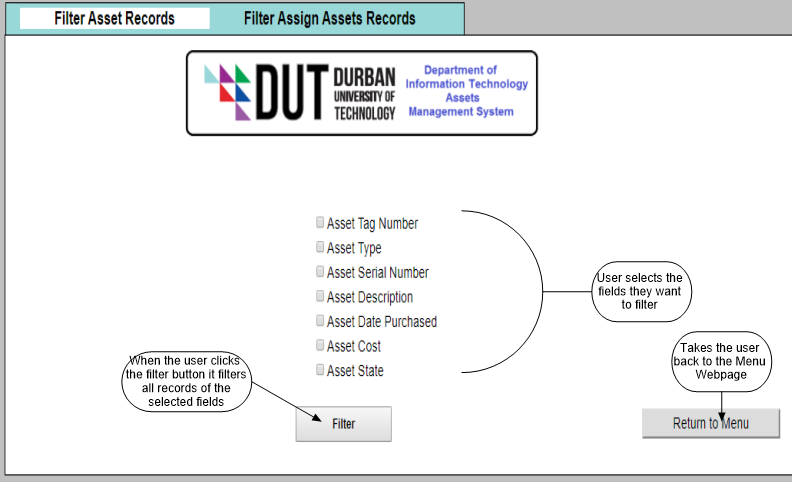 Filter Asset Records
Filter Assign Assets Records
DUT
DURBAN
UNIVERSITY OF
TECHNOLOGY
Department of
Information Technology
Assets
Management System
Asset Tag Number
Asset Type
Asset Serial Number
Asset Description
Asset Date Purchased
Asset Cost
Asset State
User selects the
fields they want
to filter
When the user clicks
the filter button it filters
all records of the
selected fields
Filter
Takes the user
back to the Menu
Webpage
Return to Menu